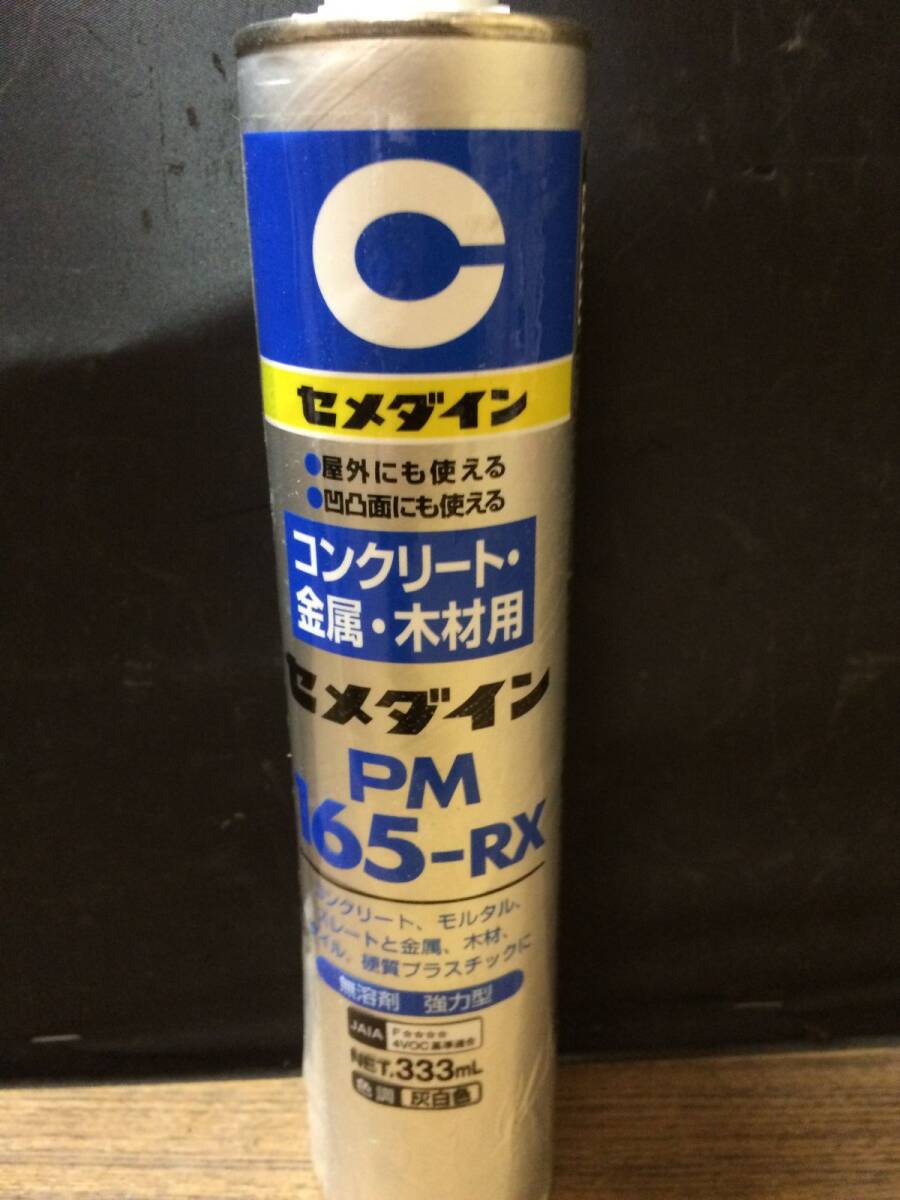 C
セメダイン
●屋外にも使える
●凹凸面にも使える
コンクリート・
金属・木材用
セメダイン
PM
165-RX
コンクリート、モルタル、
スレートと金属、木材、
タイル、硬質プラスチックに
無溶剤 強力型
JAIA F☆☆☆☆
4VOC基準適合
NET.333mL
色調 灰白色